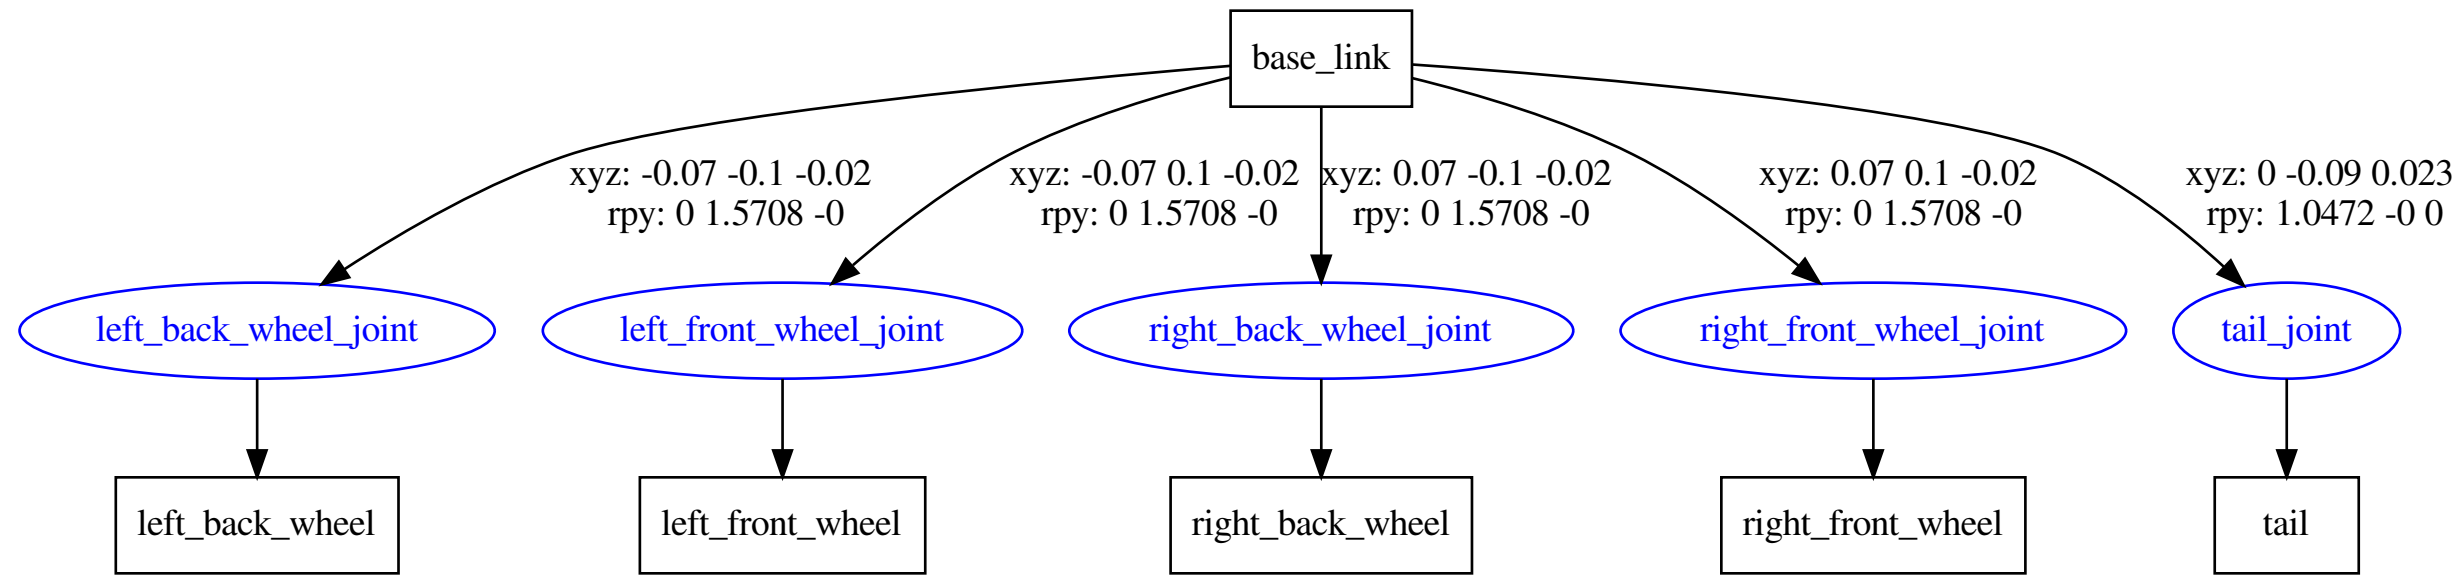 base_link
xyz: -0.07 -0.1 -0.02
rpy: 0 1.5708 -0
xyz: -0.07 0.1 -0.02
rpy: 0 1.5708 -0
xyz: 0.07 -0.1 -0.02
rpy: 0 1.5708 -0
xyz: 0.07 0.1 -0.02
rpy: 0 1.5708 -0
xyz: 0 -0.09 0.023
rpy: 1.0472 -0 0
left_back_wheel_joint
left_front_wheel_joint
right_back_wheel_joint
right_front_wheel_joint
tail_joint
left_back_wheel
left_front_wheel
right_back_wheel
right_front_wheel
tail